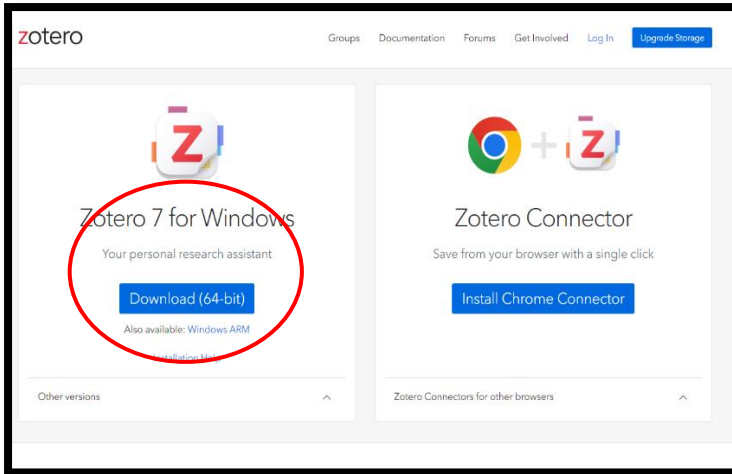 zotero
Groups Documentation Forums Get Involved Log In Upgrade Storage
Z
Zotero 7 for Windows
Your personal research assistant
Download (64-bit)
Also available: Windows ARM
Installation Help
Other versions
Z
Zotero Connector
Save from your browser with a single click
Install Chrome Connector
Zotero Connectors for other browsers